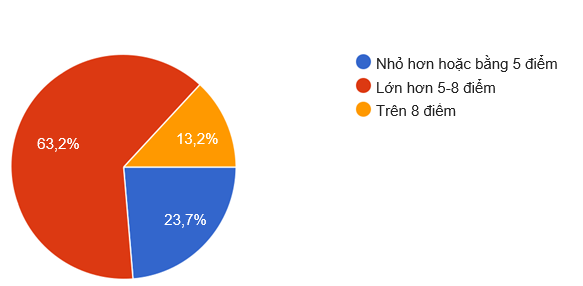 Nhỏ hơn hoặc bằng 5 điểm
Lớn hơn 5-8 điểm
Trên 8 điểm
63,2%
13,2%
23,7%